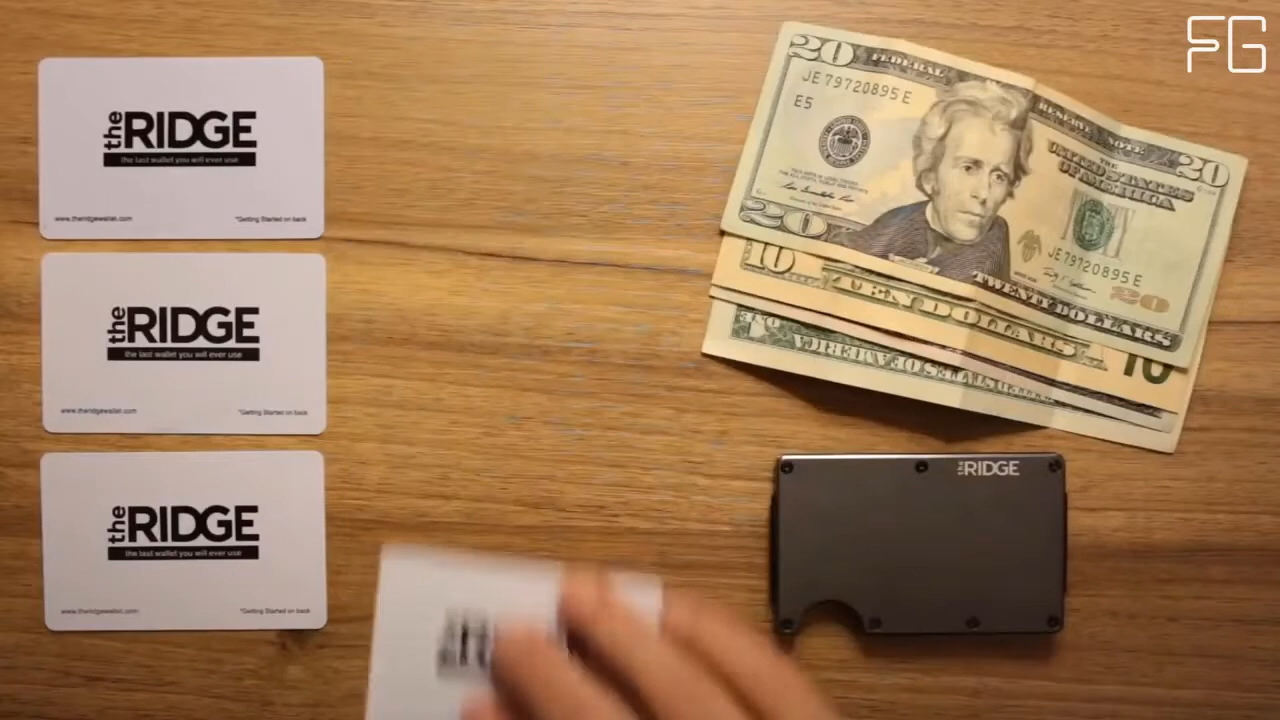 FG
the RIDGE
the last wallet you will ever use
www.theridgewallet.com
*Getting Started on back
the RIDGE
the last wallet you will ever use
www.theridgewallet.com
*Getting Started on back
the RIDGE
the last wallet you will ever use
www.theridgewallet.com
*Getting Started on back
20
FEDERAL RESERVE NOTE
JE 79720895 E
E5
THE
UNITED STATES
OF AMERICA
20
JE 79720895 E
20
TWENTY DOLLARS
20
10
TEN DOLLARS
10
the RIDGE